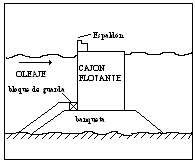 Espaldón
OLEAJE
CAJON
FLOTANTE
bloque de guarda
banqueta